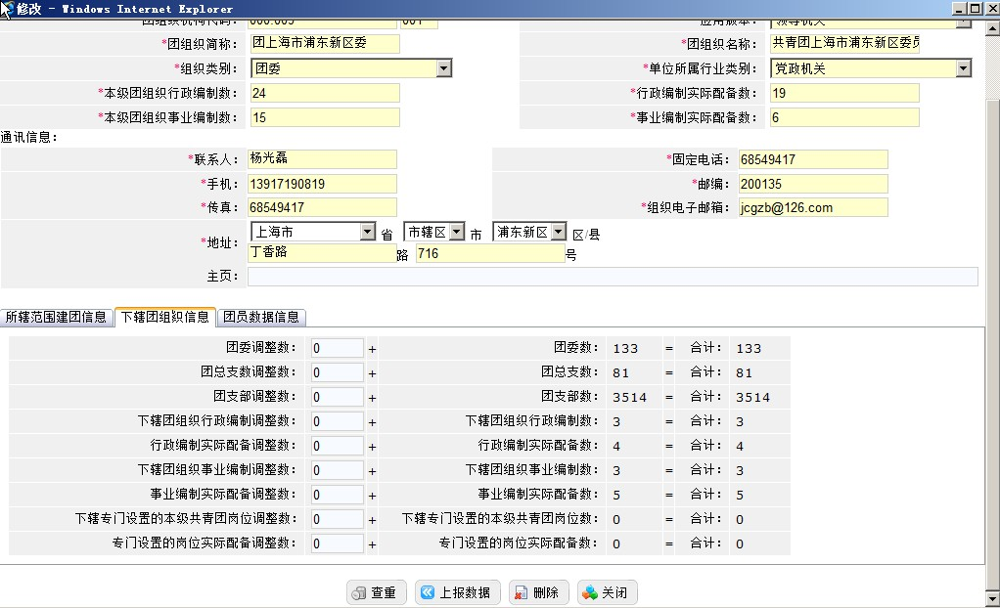 修改 - Windows Internet Explorer
*团组织简称： 团上海市浦东新区委 *团组织名称： 共青团上海市浦东新区委
*组织类别： 团委 *单位所属行业类别： 党政机关
*本级团组织行政编制数： 24 *行政编制实际配备数： 19
*本级团组织事业编制数： 15 *事业编制实际配备数： 6
通讯信息：
*联系人： 杨光磊 *固定电话： 68549417
*手机： 13917190819 *邮编： 200135
*传真： 68549417 *组织电子邮箱： jcgzb@126.com
*地址： 上海市 省 市辖区 市 浦东新区 区/县
丁香路 路 716 号
主页：
所辖范围建团信息 下辖团组织信息 团员数据信息
团委调整数： 0 + 团委数： 133 = 合计： 133
团总支数调整数： 0 + 团总支数： 81 = 合计： 81
团支部调整数： 0 + 团支部数： 3514 = 合计： 3514
下辖团组织行政编制调整数： 0 + 下辖团组织行政编制数： 3 = 合计： 3
行政编制实际配备调整数： 0 + 行政编制实际配备数： 4 = 合计： 4
下辖团组织事业编制调整数： 0 + 下辖团组织事业编制数： 3 = 合计： 3
事业编制实际配备调整数： 0 + 事业编制实际配备数： 5 = 合计： 5
下辖专门设置的本级共青团岗位调整数： 0 + 下辖专门设置的本级共青团岗位数： 0 = 合计： 0
专门设置的岗位实际配备调整数： 0 + 专门设置的岗位实际配备数： 0 = 合计： 0
查重 上报数据 删除 关闭